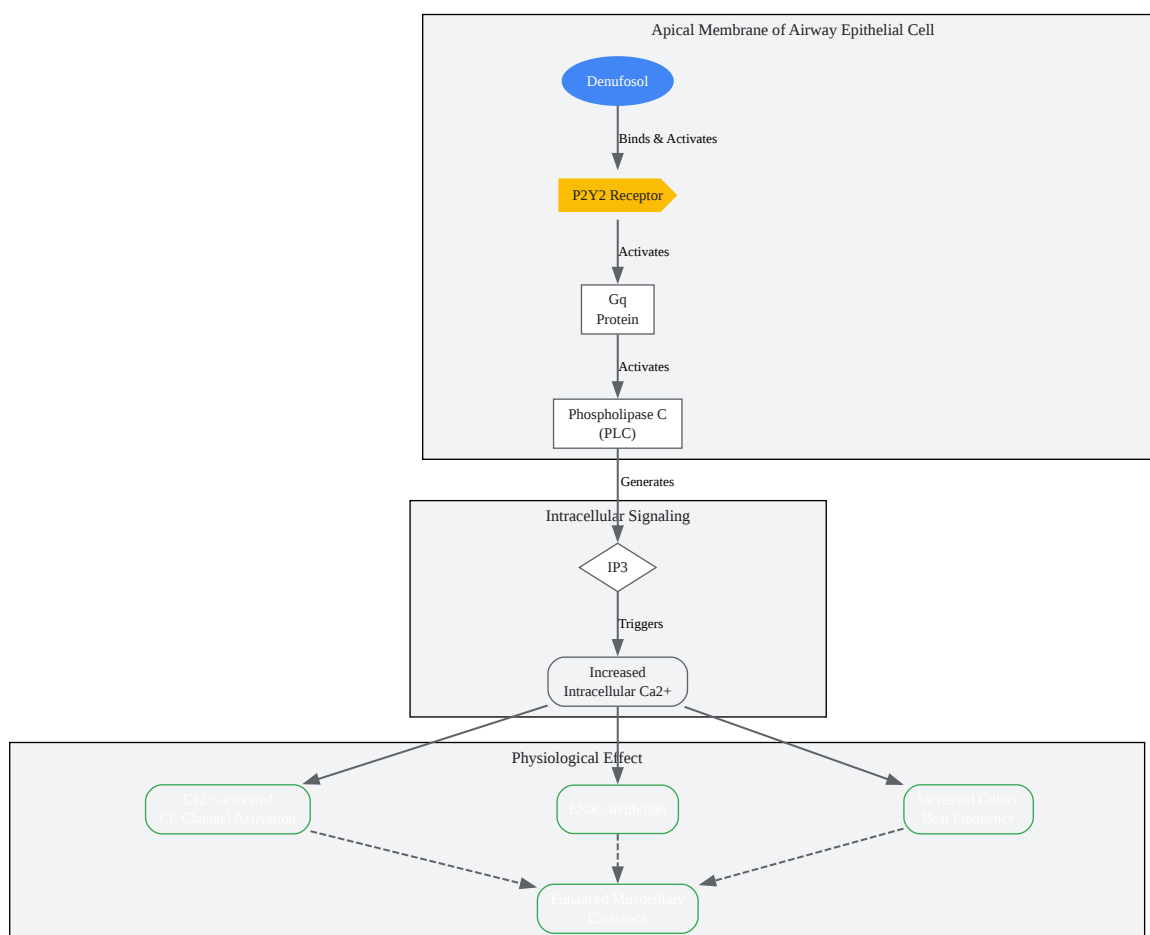 Apical Membrane of Airway Epithelial Cell
Denufosol
Binds & Activates
P2Y2 Receptor
Activates
Gq
Protein
Activates
Phospholipase C
(PLC)
Generates
Intracellular Signaling
IP3
Triggers
Increased
Intracellular Ca2+
Physiological Effect
Ca2+-activated
Cl- Channel Activation
ENaC Inhibition
Increased Ciliary
Beat Frequency
Enhanced Mucociliary
Clearance